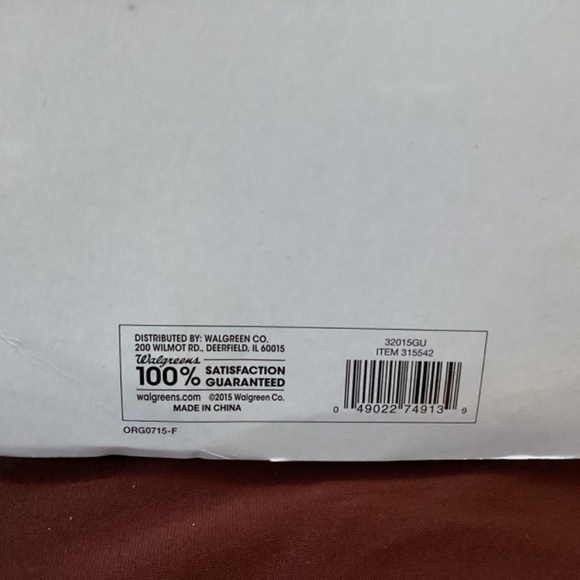 DISTRIBUTED BY: WALGREEN CO.
200 WILMOT RD., DEERFIELD, IL 60015
Walgreens
100% SATISFACTION GUARANTEED
walgreens.com ©2015 Walgreen Co.
MADE IN CHINA
32015GU
ITEM 315542
0 49022 74913 9
ORG0715-F